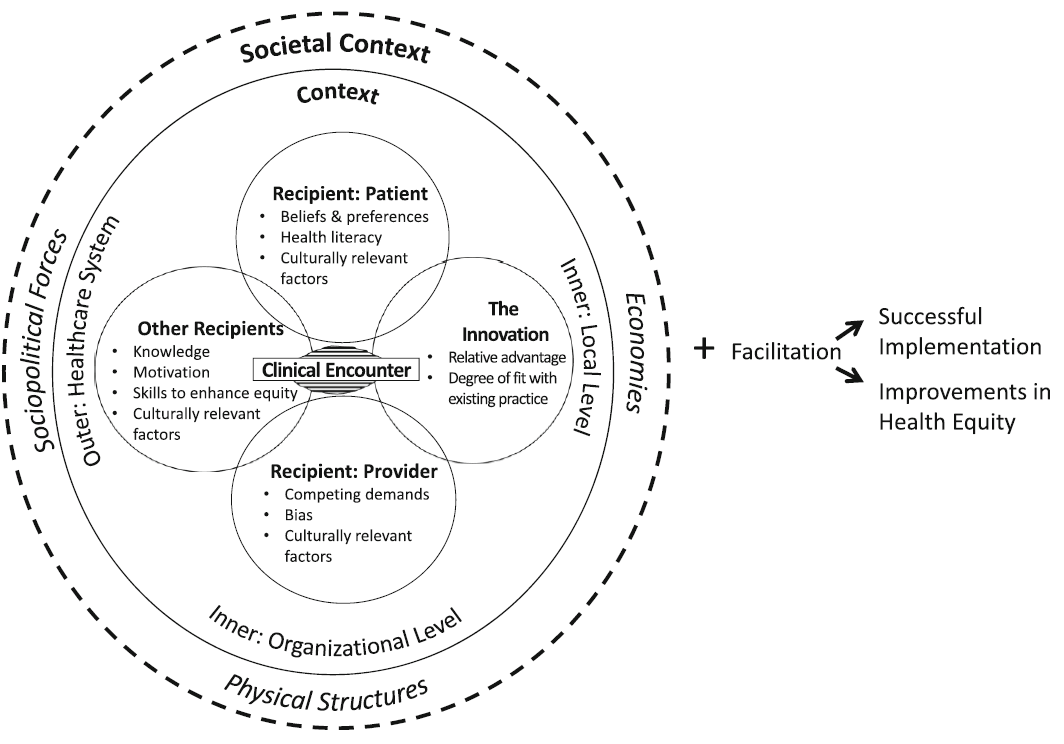 Societal Context
Context
Recipient: Patient
• Beliefs & preferences
• Health literacy
• Culturally relevant
factors
Sociopolitical Forces
Outer: Healthcare System
Other Recipients
• Knowledge
• Motivation
• Skills to enhance equity
• Culturally relevant
factors
Clinical Encounter
The
Innovation
• Relative advantage
• Degree of fit with
existing practice
Inner: Local Level
Economies
Recipient: Provider
• Competing demands
• Bias
• Culturally relevant
factors
Inner: Organizational Level
Physical Structures
+
Facilitation
Successful
Implementation
Improvements in
Health Equity